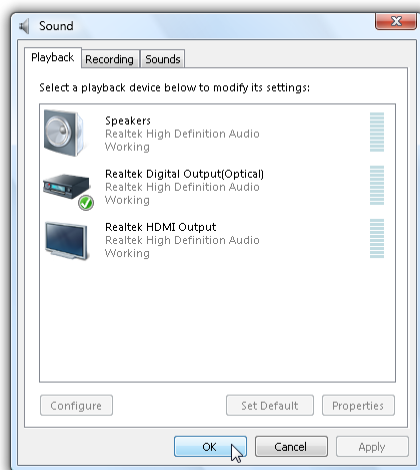 Sound
Playback Recording Sounds
Select a playback device below to modify its settings:
Speakers
Realtek High Definition Audio
Working
Realtek Digital Output(Optical)
Realtek High Definition Audio
Working
Realtek HDMI Output
Realtek High Definition Audio
Working
Configure Set Default Properties
OK Cancel Apply